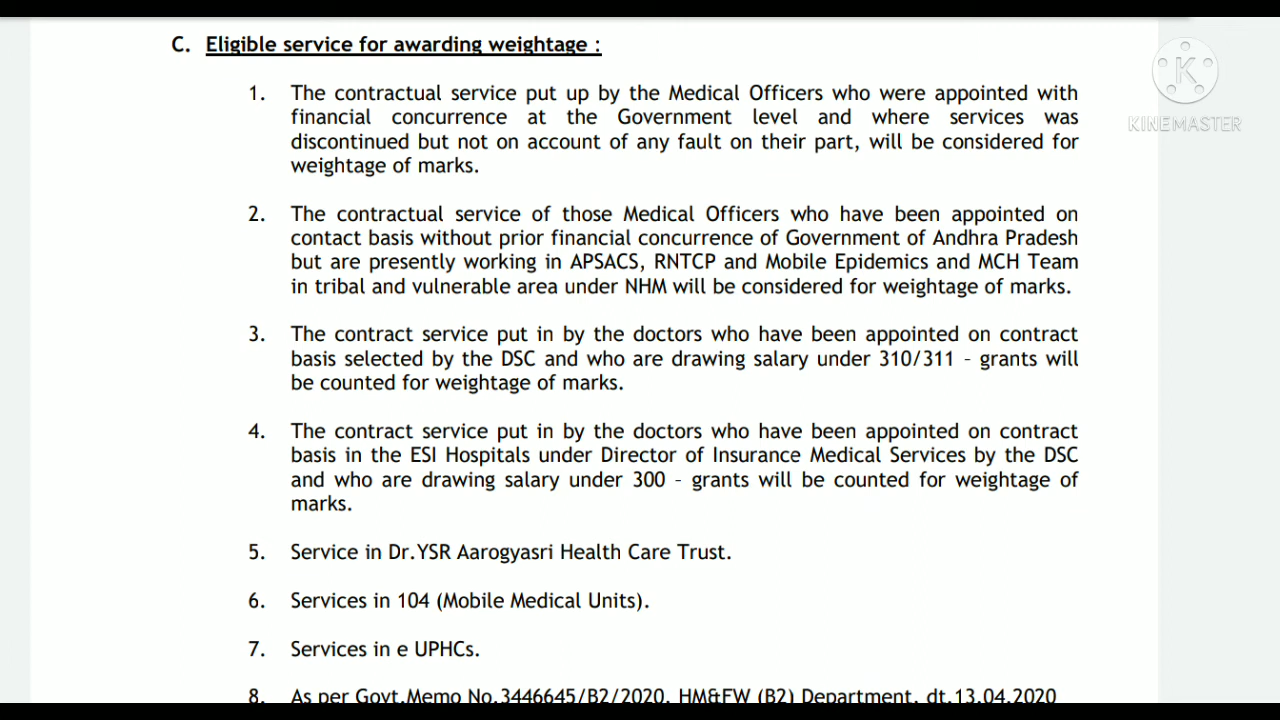 C. Eligible service for awarding weightage :
1. The contractual service put up by the Medical Officers who were appointed with
financial concurrence at the Government level and where services was
discontinued but not on account of any fault on their part, will be considered for
weightage of marks.
2. The contractual service of those Medical Officers who have been appointed on
contact basis without prior financial concurrence of Government of Andhra Pradesh
but are presently working in APSACS, RNTCP and Mobile Epidemics and MCH Team
in tribal and vulnerable area under NHM will be considered for weightage of marks.
3. The contract service put in by the doctors who have been appointed on contract
basis selected by the DSC and who are drawing salary under 310/311 - grants will
be counted for weightage of marks.
4. The contract service put in by the doctors who have been appointed on contract
basis in the ESI Hospitals under Director of Insurance Medical Services by the DSC
and who are drawing salary under 300 - grants will be counted for weightage of
marks.
5. Service in Dr.YSR Aarogyasri Health Care Trust.
6. Services in 104 (Mobile Medical Units).
7. Services in e UPHCs.
8. As per Govt.Memo No.3446645/B2/2020, HM&FW (B2) Department, dt.13.04.2020
K
KINEMASTER